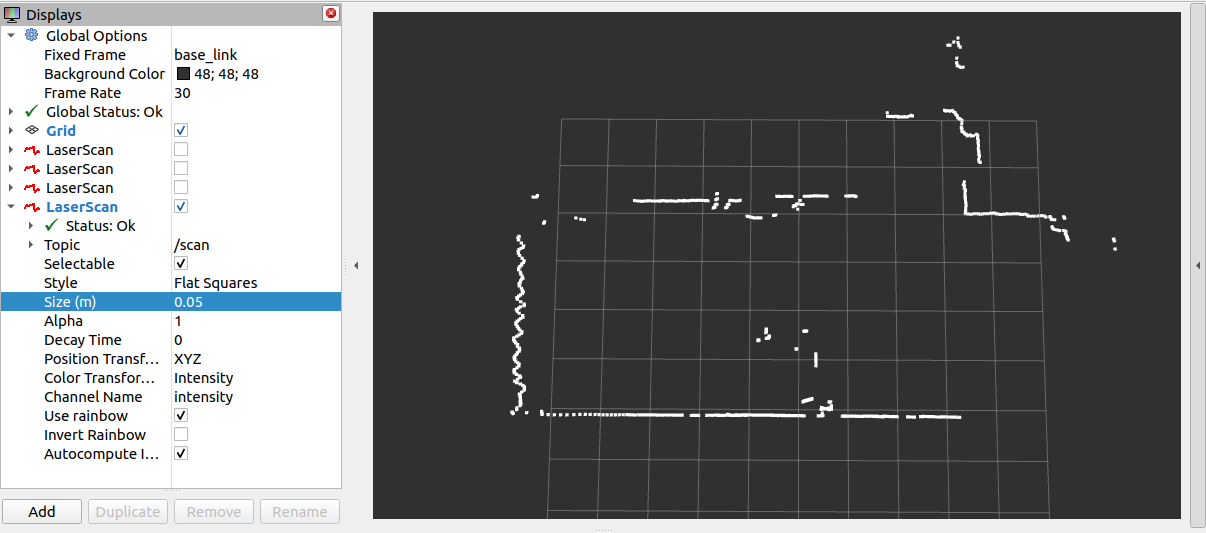 Displays
Global Options
Fixed Frame base_link
Background Color 48; 48; 48
Frame Rate 30
Global Status: Ok
Grid
LaserScan
LaserScan
LaserScan
LaserScan
Status: Ok
Topic /scan
Selectable
Style Flat Squares
Size (m) 0.05
Alpha 1
Decay Time 0
Position Transf... XYZ
Color Transfor... Intensity
Channel Name intensity
Use rainbow
Invert Rainbow
Autocompute I...
Add Duplicate Remove Rename